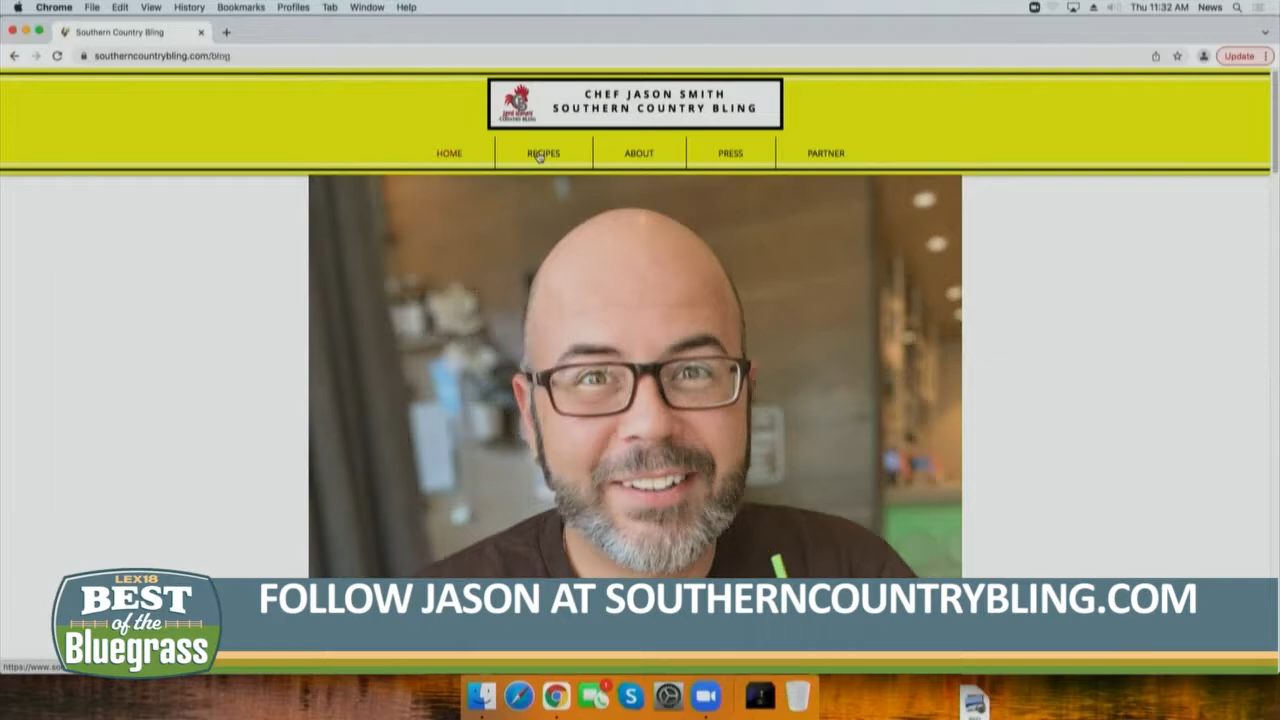 Chrome File Edit View History Bookmarks Profiles Tab Window Help Thu 11:32 AM News
Southern Country Bling
southerncountrybling.com/blog Update
CHEF JASON SMITH
SOUTHERN COUNTRY BLING
HOME RECIPES ABOUT PRESS PARTNER
LEX18
BEST
of the
Bluegrass
FOLLOW JASON AT SOUTHERNCOUNTRYBLING.COM